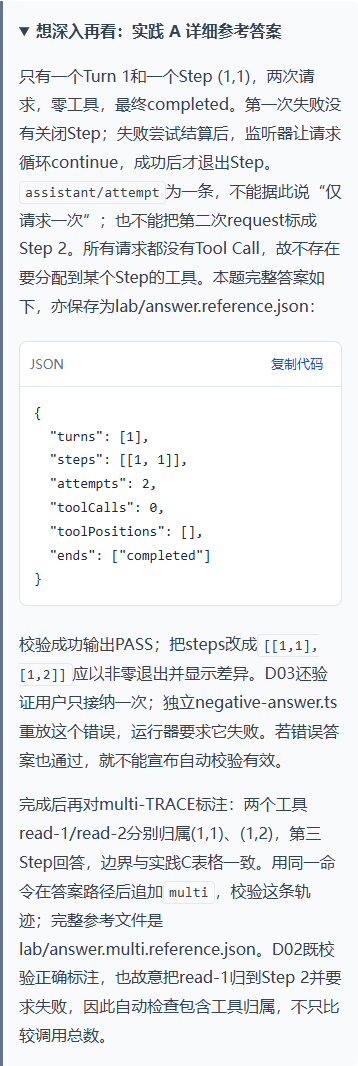 ▼ 想深入再看：实践 A 详细参考答案
只有一个Turn 1和一个Step (1,1)，两次请
求，零工具，最终completed。第一次失败没
有关闭Step；失败尝试结算后，监听器让请求
循环continue，成功后才退出Step。
assistant/attempt为一条，不能据此说“仅
请求一次”；也不能把第二次request标成
Step 2。所有请求都没有Tool Call，故不存在
要分配到某个Step的工具。本题完整答案如
下，亦保存为lab/answer.reference.json：
JSON 复制代码
{
  "turns": [1],
  "steps": [[1, 1]],
  "attempts": 2,
  "toolCalls": 0,
  "toolPositions": [],
  "ends": ["completed"]
}
校验成功输出PASS；把steps改成[[1,1],
[1,2]]应以非零退出并显示差异。D03还验
证用户只接纳一次；独立negative-answer.ts
重放这个错误，运行器要求它失败。若错误答
案也通过，就不能宣布自动校验有效。
完成后再对multi-TRACE标注：两个工具
read-1/read-2分别归属(1,1)、(1,2)，第三
Step回答，边界与实践C表格一致。用同一命
令在答案路径后追加multi，校验这条轨
迹；完整参考文件是
lab/answer.multi.reference.json。D02既校
验正确标注，也故意把read-1归到Step 2并要
求失败，因此自动检查包含工具归属，不只比
较调用总数。